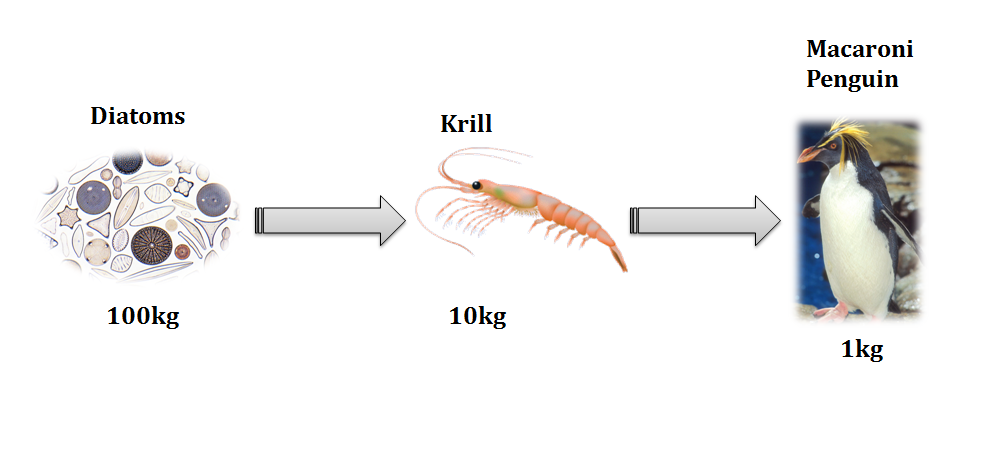 Diatoms
100kg
Krill
10kg
Macaroni
Penguin
1kg